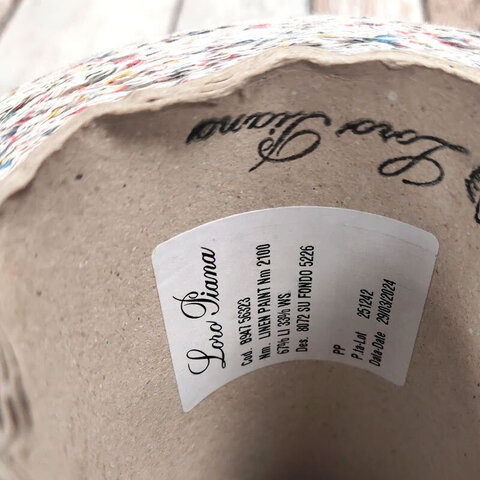 Loro Piana
Loro Piana
Cod. B947 56323
Nm. LINEN PAINT Nm 2100
67% LI 33% WS
Des. 8072 SU FONDO 5226
PP
P.ta-Lot 251242
Data-Date 29/03/2024